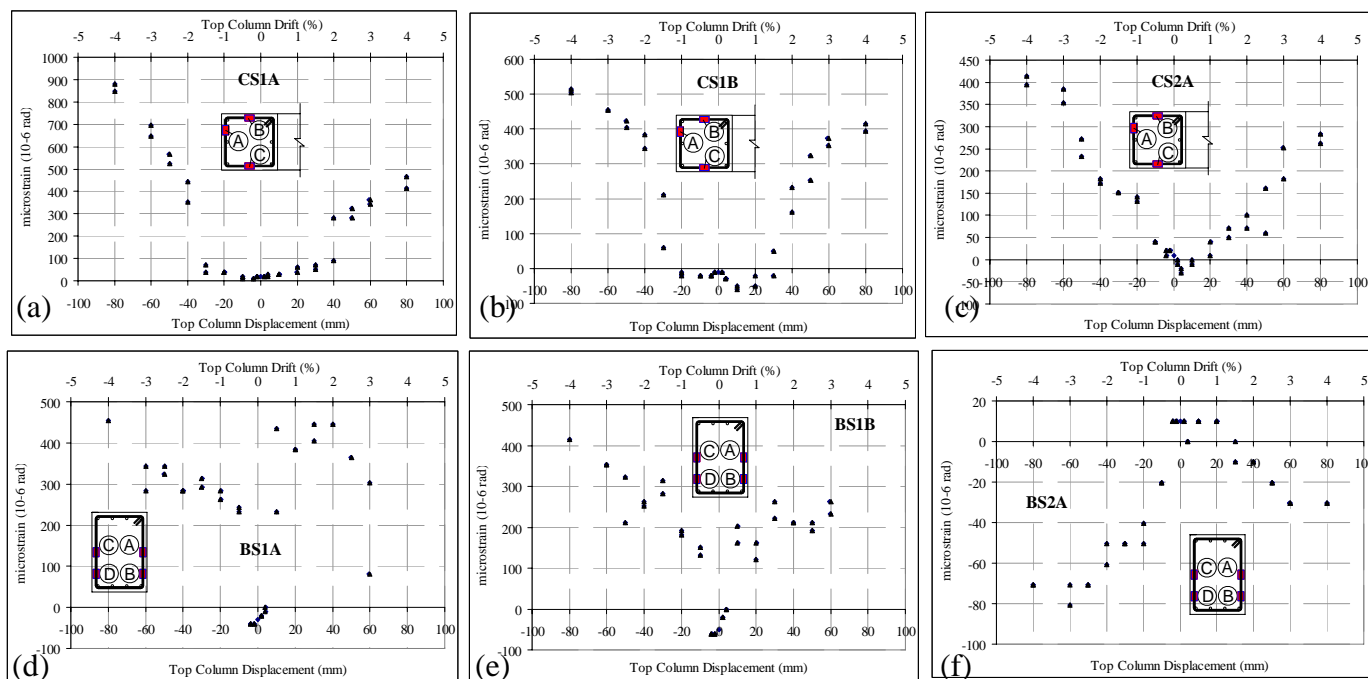 Top Column Drift (%)
-5 -4 -3 -2 -1 0 1 2 3 4 5
(a)
microstrain (10-6 rad)
1000
900
800
700
600
500
400
300
200
100
0
CS1A
A
B
C
-100 -80 -60 -40 -20 0 20 40 60 80 100
Top Column Displacement (mm)
Top Column Drift (%)
-5 -4 -3 -2 -1 0 1 2 3 4 5
(b)
microstrain (10-6 rad)
600
500
400
300
200
100
0
-100
CS1B
A
B
C
-100 -80 -60 -40 -20 0 20 40 60 80 100
Top Column Displacement (mm)
Top Column Drift (%)
-5 -4 -3 -2 -1 0 1 2 3 4 5
(c)
microstrain (10-6 rad)
450
400
350
300
250
200
150
100
50
0
-50
-100
CS2A
A
B
C
-100 -80 -60 -40 -20 0 20 40 60 80 100
Top Column Displacement (mm)
Top Column Drift (%)
-5 -4 -3 -2 -1 0 1 2 3 4 5
(d)
microstrain (10-6 rad)
500
400
300
200
100
0
-100
BS1A
C A
D B
-100 -80 -60 -40 -20 0 20 40 60 80 100
Top Column Displacement (mm)
Top Column Drift (%)
-5 -4 -3 -2 -1 0 1 2 3 4 5
(e)
microstrain (10-6 rad)
500
400
300
200
100
0
-100
BS1B
C A
D B
-100 -80 -60 -40 -20 0 20 40 60 80 100
Top Column Displacement (mm)
Top Column Drift (%)
-5 -4 -3 -2 -1 0 1 2 3 4 5
(f)
microstrain (10-6 rad)
20
0
-20
-40
-60
-80
-100
BS2A
C A
D B
-100 -80 -60 -40 -20 0 20 40 60 80 100
Top Column Displacement (mm)